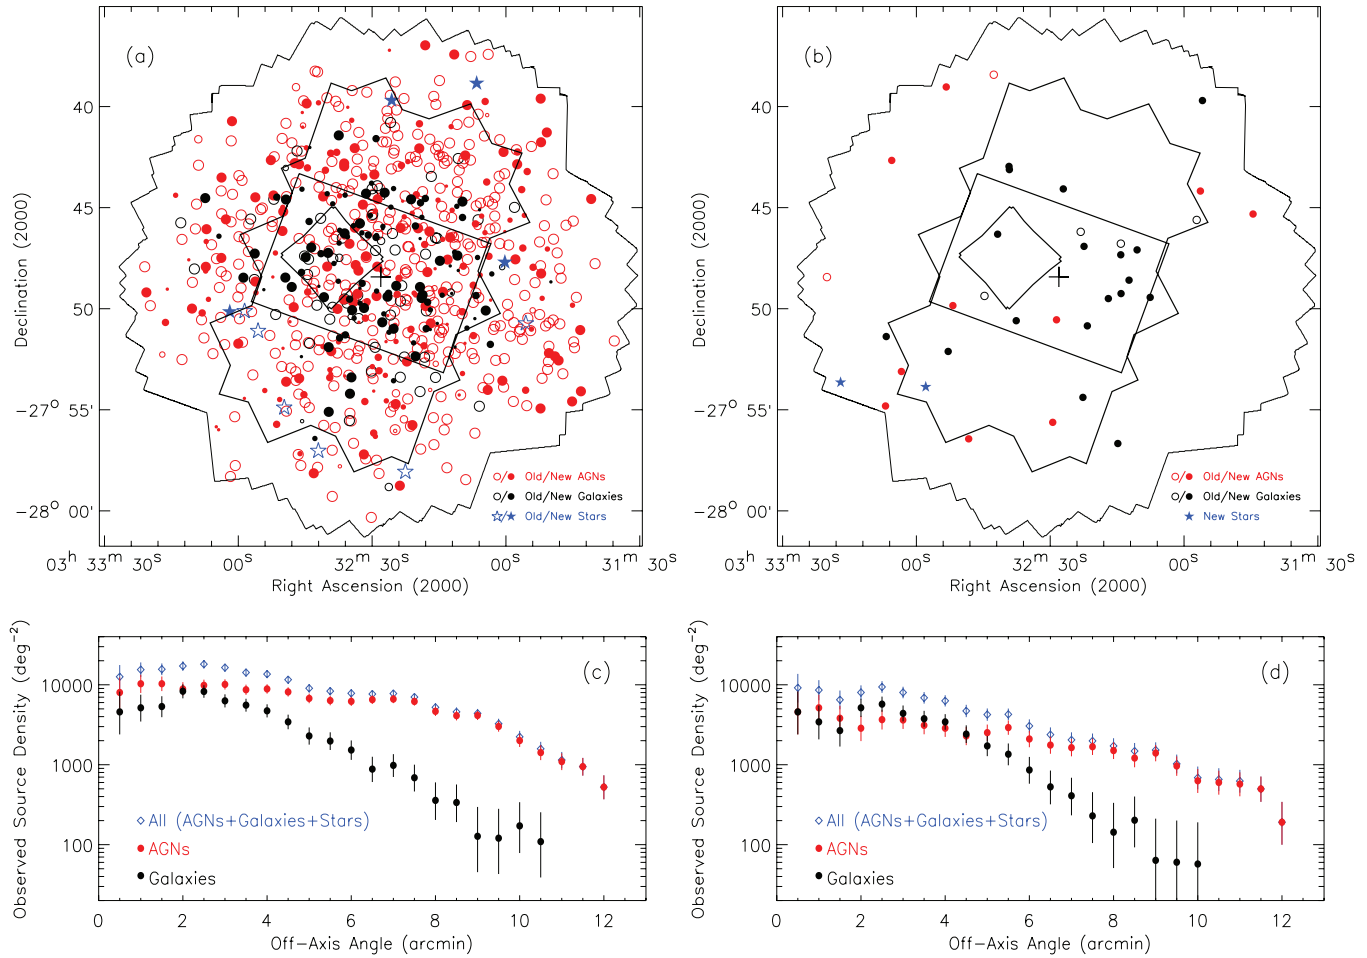 (a)
Declination (2000)
40
45
50
−27° 55'
−28° 00'
○/● Old/New AGNs
○/● Old/New Galaxies
☆/★ Old/New Stars
03ʰ 33ᵐ 30ˢ
00ˢ
32ᵐ 30ˢ
00ˢ
31ᵐ 30ˢ
Right Ascension (2000)
(b)
Declination (2000)
40
45
50
−27° 55'
−28° 00'
○/● Old/New AGNs
○/● Old/New Galaxies
★ New Stars
03ʰ 33ᵐ 30ˢ
00ˢ
32ᵐ 30ˢ
00ˢ
31ᵐ 30ˢ
Right Ascension (2000)
(c)
Observed Source Density (deg⁻²)
10000
1000
100
◇ All (AGNs+Galaxies+Stars)
● AGNs
● Galaxies
0 2 4 6 8 10 12
Off−Axis Angle (arcmin)
(d)
Observed Source Density (deg⁻²)
10000
1000
100
◇ All (AGNs+Galaxies+Stars)
● AGNs
● Galaxies
0 2 4 6 8 10 12
Off−Axis Angle (arcmin)